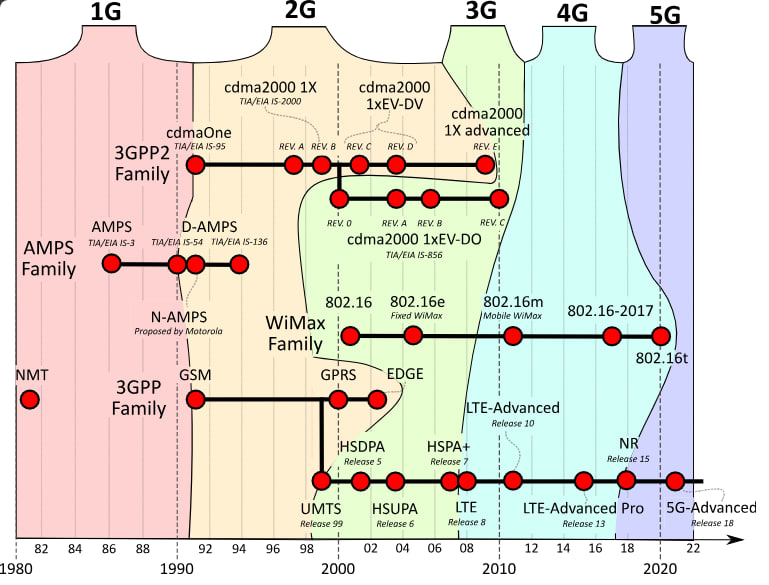 1G 2G 3G 4G 5G
cdma2000 1X
TIA/EIA IS-2000
cdma2000
1xEV-DV
cdma2000
1X advanced
cdmaOne
TIA/EIA IS-95
REV. A REV. B REV. C REV. D REV. E
3GPP2
Family
REV. 0 REV. A REV. B REV. C
cdma2000 1xEV-DO
TIA/EIA IS-856
AMPS
TIA/EIA IS-3
D-AMPS
TIA/EIA IS-54 TIA/EIA IS-136
AMPS
Family
N-AMPS
Proposed by Motorola
WiMax
Family
802.16
802.16e
Fixed WiMax
802.16m
Mobile WiMax
802.16-2017
802.16t
NMT
3GPP
Family
GSM GPRS EDGE
LTE-Advanced
Release 10
HSDPA
Release 5
HSPA+
Release 7
NR
Release 15
UMTS
Release 99
HSUPA
Release 6
LTE
Release 8
LTE-Advanced Pro
Release 13
5G-Advanced
Release 18
82 84 86 88 92 94 96 98 02 04 06 08 12 14 16 18 22
1980 1990 2000 2010 2020